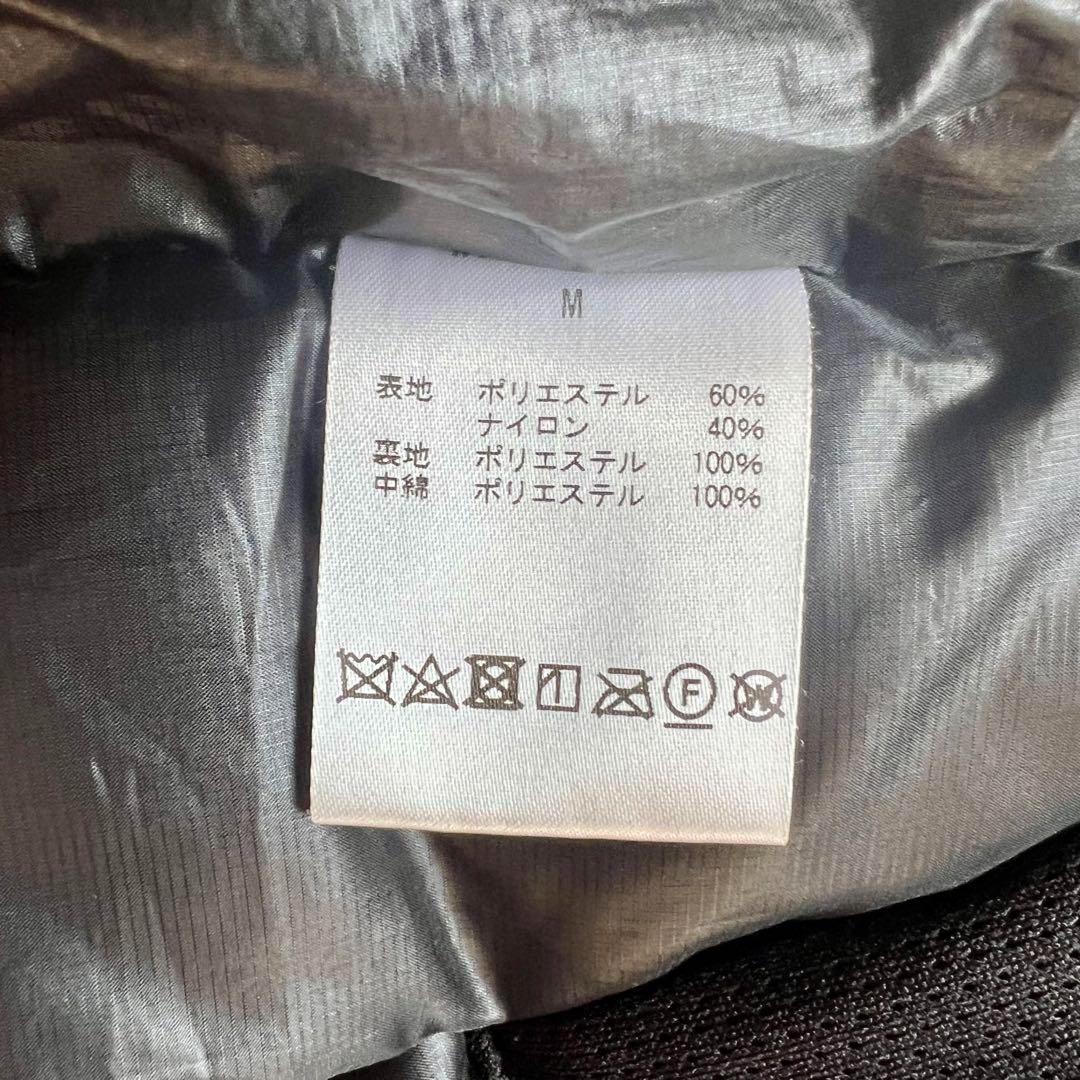 M
表地 ポリエステル 60%
ナイロン 40%
裏地 ポリエステル 100%
中綿 ポリエステル 100%
F W